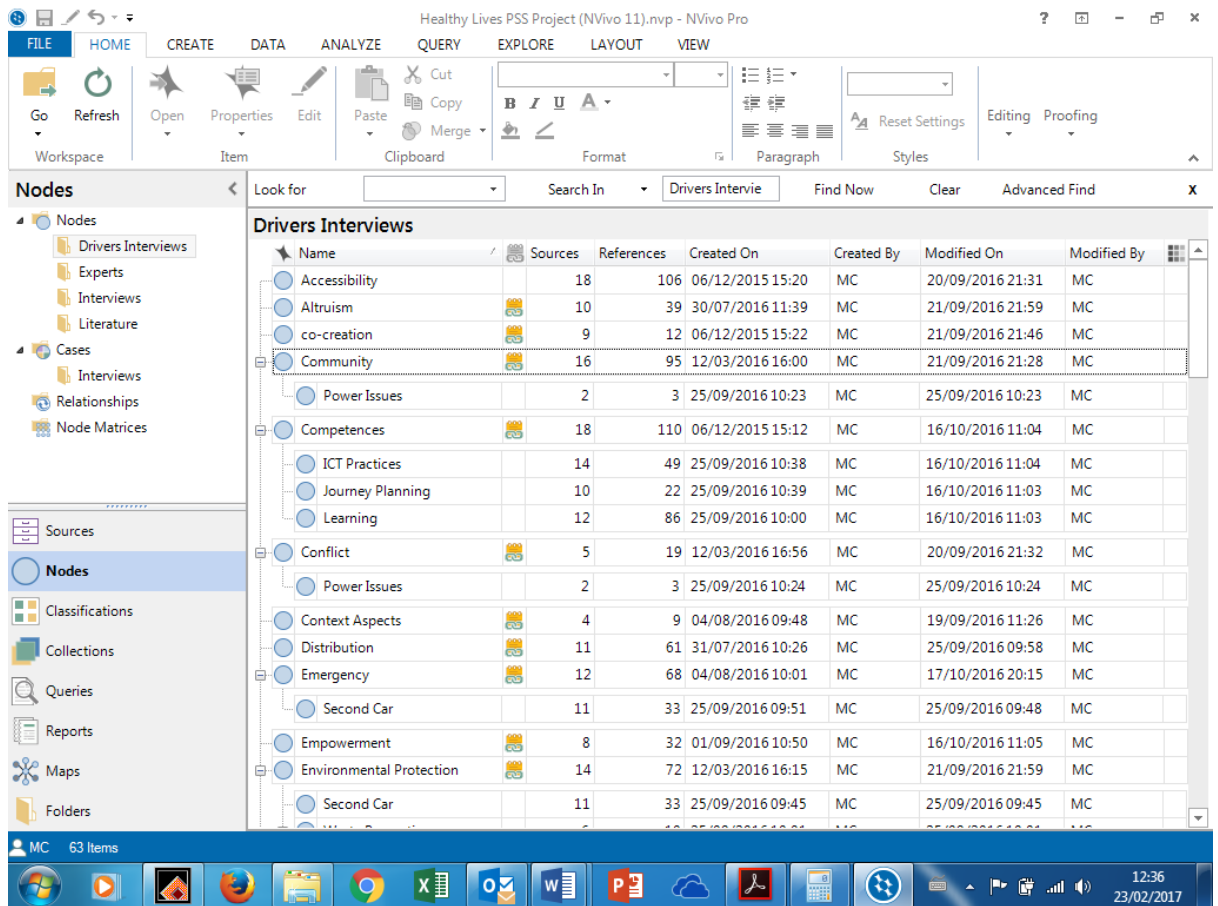 Healthy Lives PSS Project (NVivo 11).nvp - NVivo Pro
FILE HOME CREATE DATA ANALYZE QUERY EXPLORE LAYOUT VIEW
Go Refresh Open Properties Edit Paste Cut Copy Merge B I U A Reset Settings Editing Proofing
Workspace Item Clipboard Format Paragraph Styles
Nodes
Nodes
Drivers Interviews
Experts
Interviews
Literature
Cases
Interviews
Relationships
Node Matrices
Sources
Nodes
Classifications
Collections
Queries
Reports
Maps
Folders
Look for Search In Drivers Intervie Find Now Clear Advanced Find x
Drivers Interviews
Name Sources References Created On Created By Modified On Modified By
Accessibility 18 106 06/12/2015 15:20 MC 20/09/2016 21:31 MC
Altruism 10 39 30/07/2016 11:39 MC 21/09/2016 21:59 MC
co-creation 9 12 06/12/2015 15:22 MC 21/09/2016 21:46 MC
Community 16 95 12/03/2016 16:00 MC 21/09/2016 21:28 MC
Power Issues 2 3 25/09/2016 10:23 MC 25/09/2016 10:23 MC
Competences 18 110 06/12/2015 15:12 MC 16/10/2016 11:04 MC
ICT Practices 14 49 25/09/2016 10:38 MC 16/10/2016 11:04 MC
Journey Planning 10 22 25/09/2016 10:39 MC 16/10/2016 11:03 MC
Learning 12 86 25/09/2016 10:00 MC 16/10/2016 11:03 MC
Conflict 5 19 12/03/2016 16:56 MC 20/09/2016 21:32 MC
Power Issues 2 3 25/09/2016 10:24 MC 25/09/2016 10:24 MC
Context Aspects 4 9 04/08/2016 09:48 MC 19/09/2016 11:26 MC
Distribution 11 61 31/07/2016 10:26 MC 25/09/2016 09:58 MC
Emergency 12 68 04/08/2016 10:01 MC 17/10/2016 20:15 MC
Second Car 11 33 25/09/2016 09:51 MC 25/09/2016 09:48 MC
Empowerment 8 32 01/09/2016 10:50 MC 16/10/2016 11:05 MC
Environmental Protection 14 72 12/03/2016 16:15 MC 21/09/2016 21:59 MC
Second Car 11 33 25/09/2016 09:45 MC 25/09/2016 09:45 MC
MC 63 Items
12:36
23/02/2017